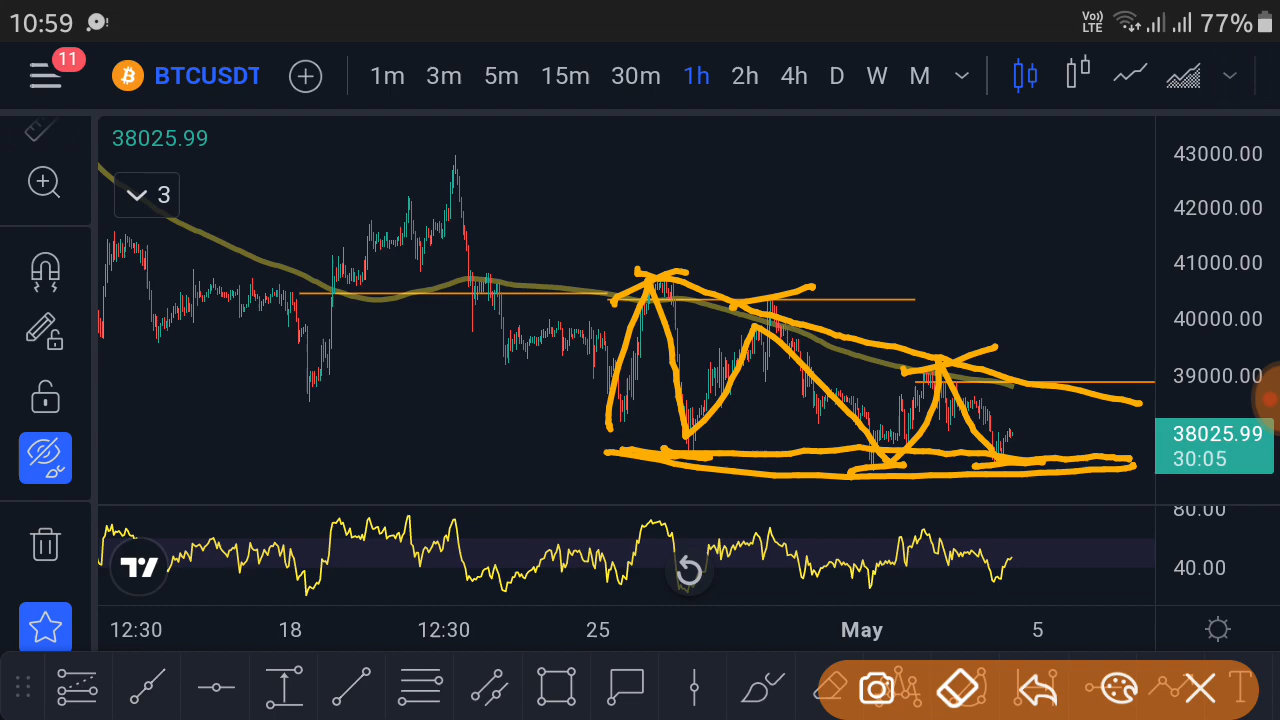 10:59 Vo)) LTE 77%
11 BTCUSDT 1m 3m 5m 15m 30m 1h 2h 4h D W M
38025.99
3
43000.00
42000.00
41000.00
40000.00
39000.00
38025.99
30:05
80.00
40.00
12:30 18 12:30 25 May 5
T